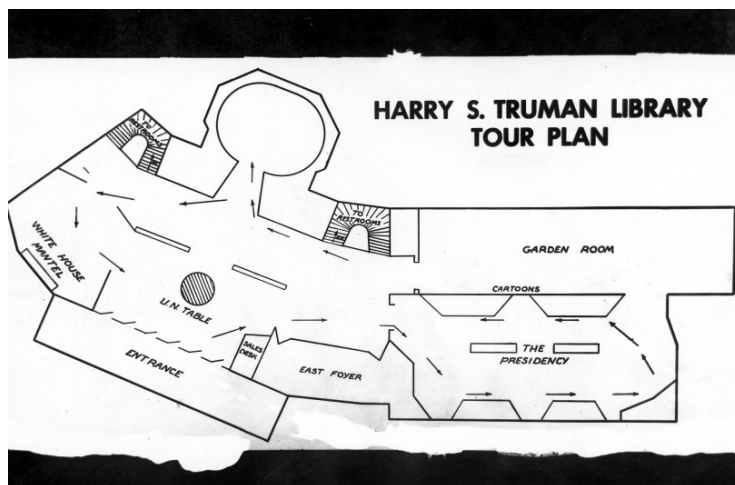 HARRY S. TRUMAN LIBRARY
TOUR PLAN
TO
RESTROOMS
TO
RESTROOMS
GARDEN ROOM
WHITE HOUSE
MANTEL
CARTOONS
U.N. TABLE
SALES
DESK
THE
PRESIDENCY
ENTRANCE
EAST FOYER